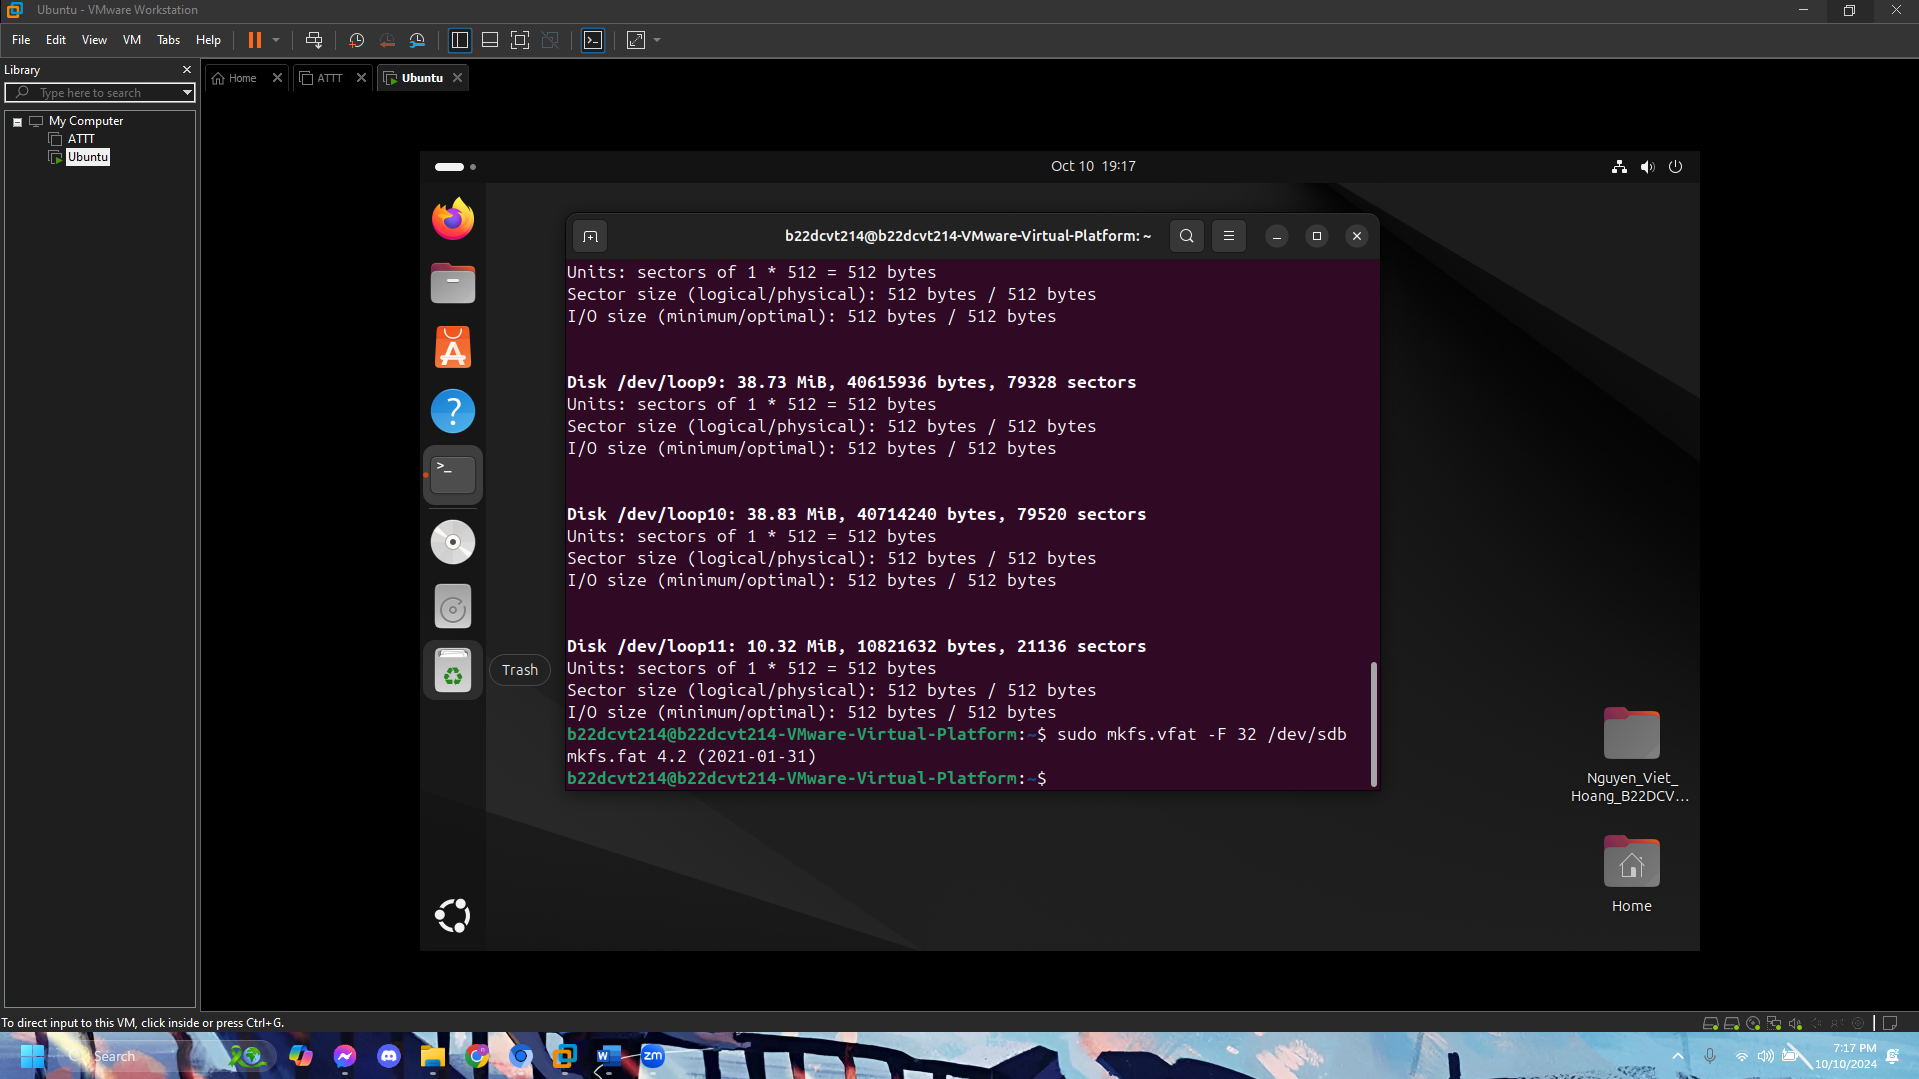 Ubuntu - VMware Workstation
File Edit View VM Tabs Help
Library
Type here to search
My Computer
ATTT
Ubuntu
Home
ATTT
Ubuntu
Oct 10 19:17
b22dcvt214@b22dcvt214-VMware-Virtual-Platform: ~
Units: sectors of 1 * 512 = 512 bytes
Sector size (logical/physical): 512 bytes / 512 bytes
I/O size (minimum/optimal): 512 bytes / 512 bytes
Disk /dev/loop9: 38.73 MiB, 40615936 bytes, 79328 sectors
Units: sectors of 1 * 512 = 512 bytes
Sector size (logical/physical): 512 bytes / 512 bytes
I/O size (minimum/optimal): 512 bytes / 512 bytes
Disk /dev/loop10: 38.83 MiB, 40714240 bytes, 79520 sectors
Units: sectors of 1 * 512 = 512 bytes
Sector size (logical/physical): 512 bytes / 512 bytes
I/O size (minimum/optimal): 512 bytes / 512 bytes
Disk /dev/loop11: 10.32 MiB, 10821632 bytes, 21136 sectors
Units: sectors of 1 * 512 = 512 bytes
Sector size (logical/physical): 512 bytes / 512 bytes
I/O size (minimum/optimal): 512 bytes / 512 bytes
b22dcvt214@b22dcvt214-VMware-Virtual-Platform:~$ sudo mkfs.vfat -F 32 /dev/sdb
mkfs.fat 4.2 (2021-01-31)
b22dcvt214@b22dcvt214-VMware-Virtual-Platform:~$
Trash
Nguyen_Viet_
Hoang_B22DCV...
Home
To direct input to this VM, click inside or press Ctrl+G.
Search
W
zm
7:17 PM
10/10/2024